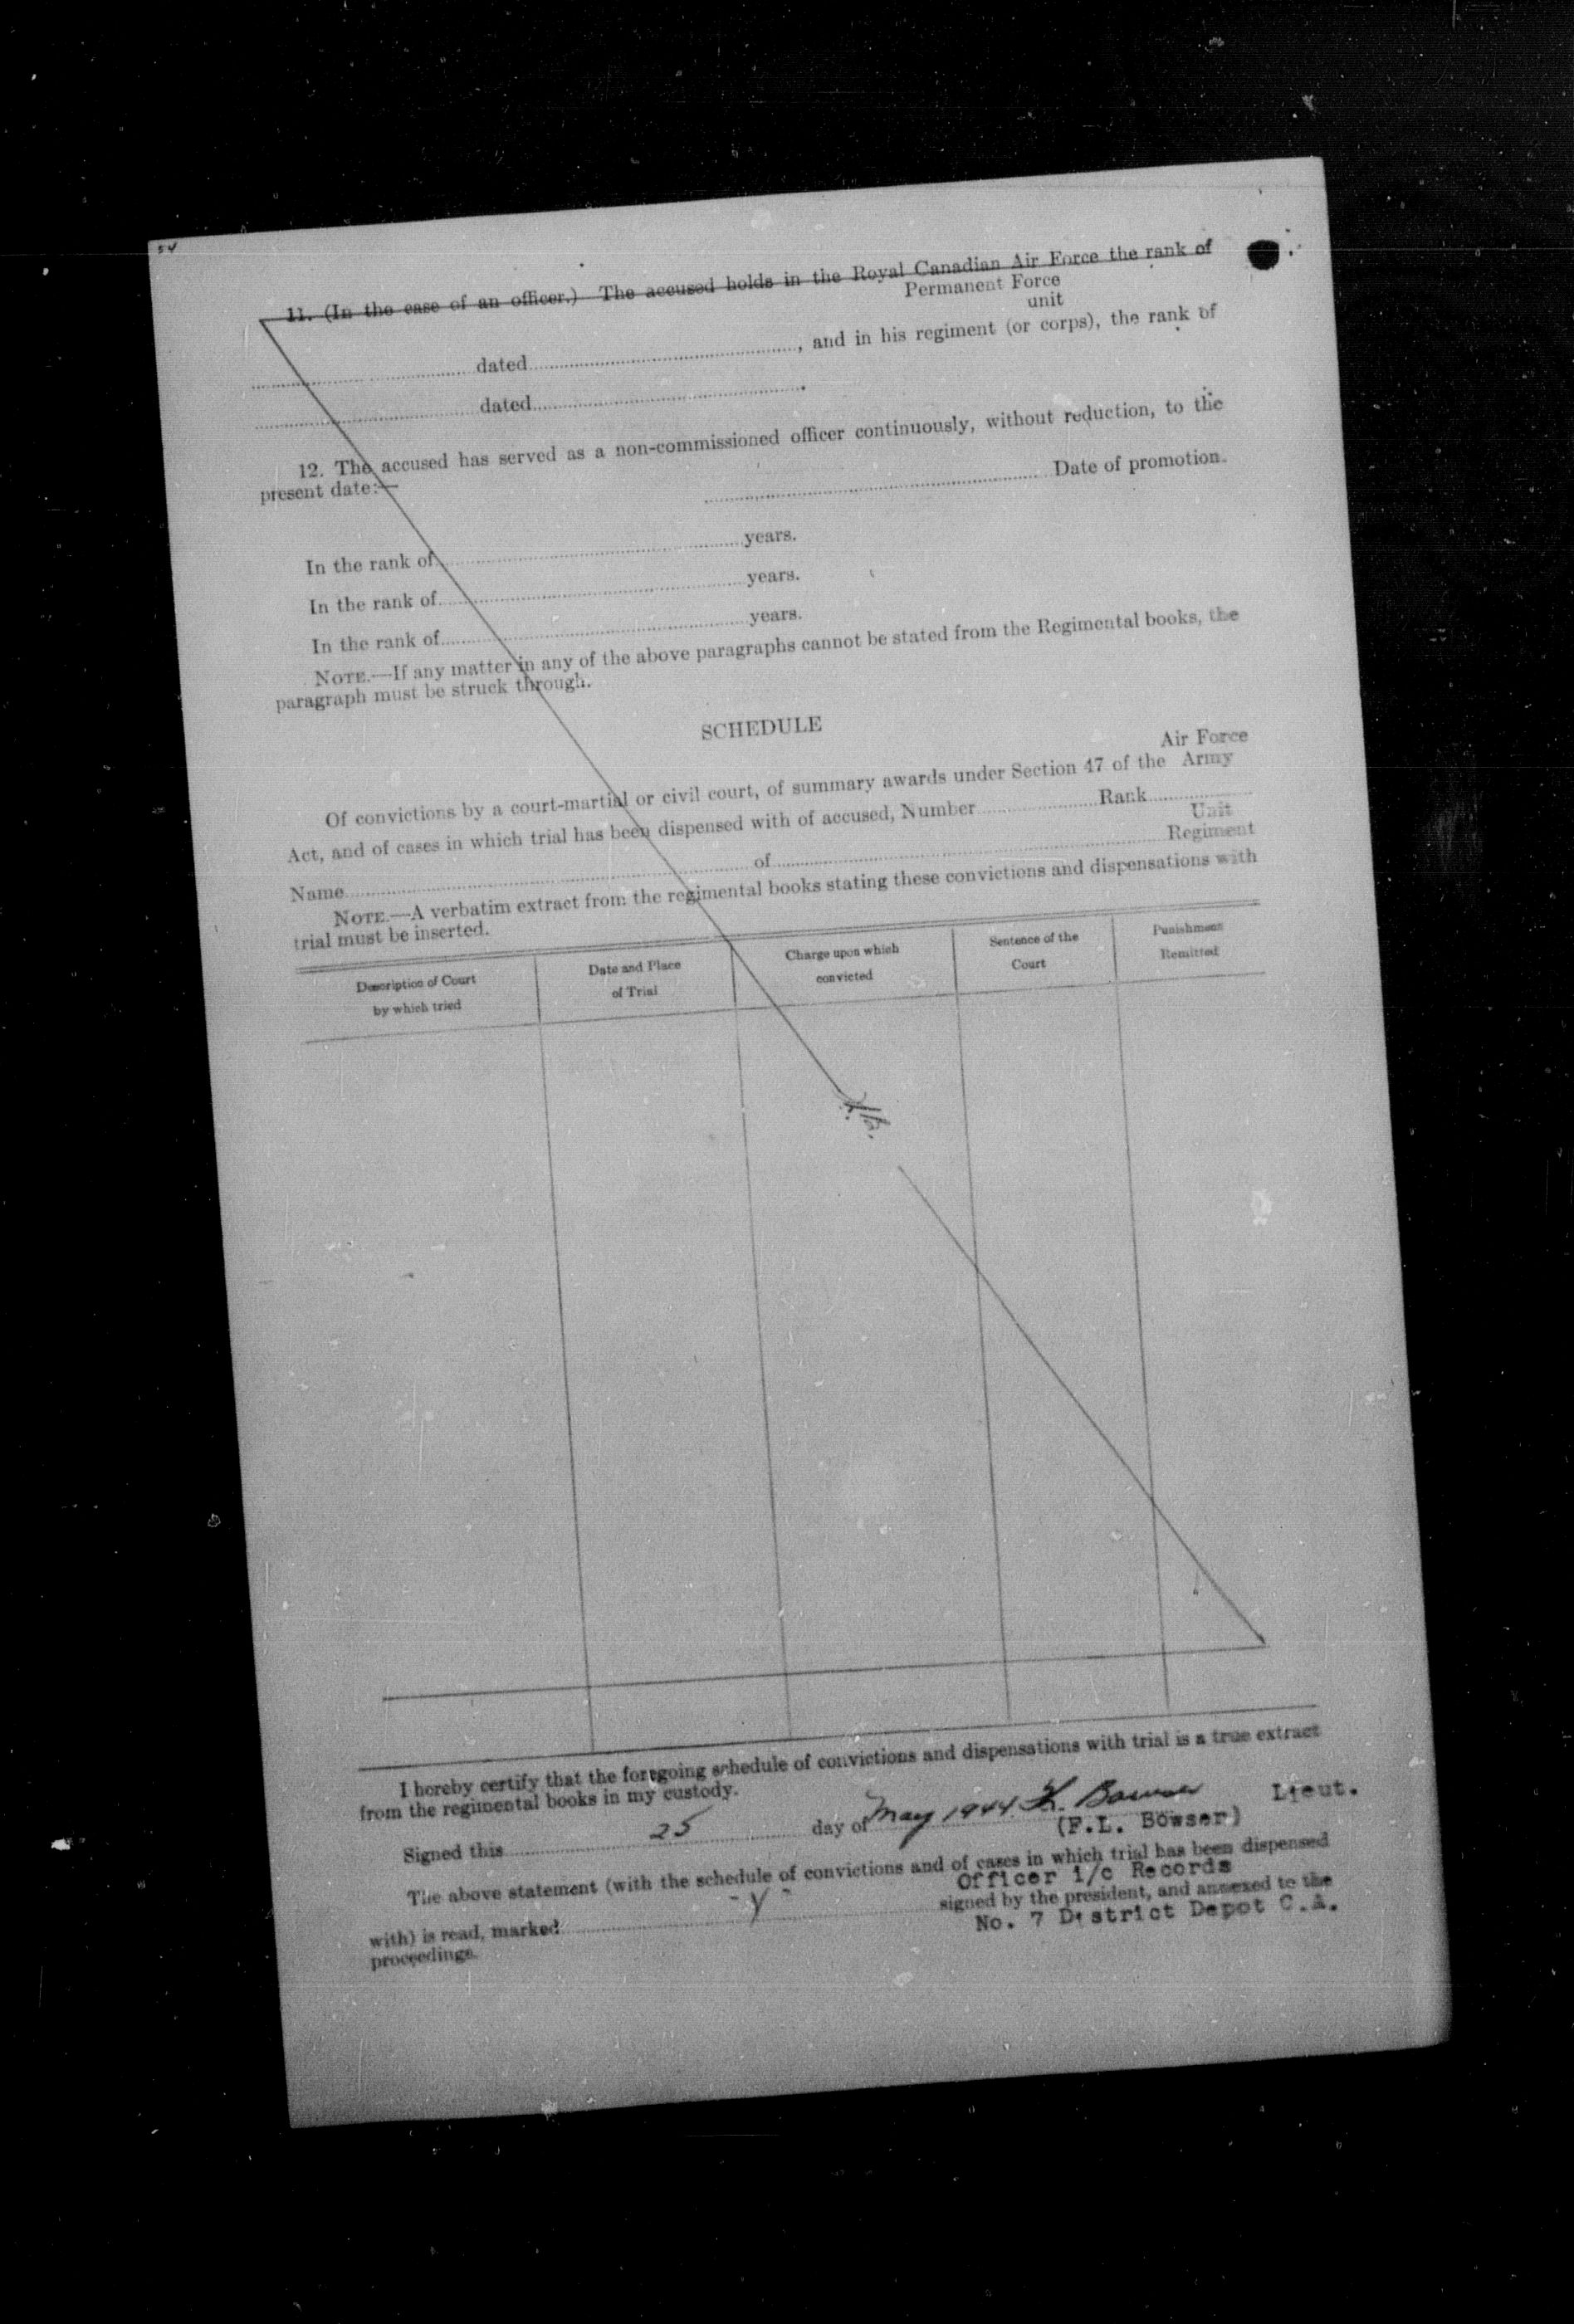 54
11. (In the case of an officer.) The accused holds in the Royal Canadian Air Force the rank of
Permanent Force
unit
dated , and in his regiment (or corps), the rank of
dated .
12. The accused has served as a non-commissioned officer continuously, without reduction, to the
present date:—
Date of promotion.
In the rank of years.
In the rank of years.
In the rank of years.
NOTE.—If any matter in any of the above paragraphs cannot be stated from the Regimental books, the
paragraph must be struck through.
SCHEDULE
Air Force
Of convictions by a court-martial or civil court, of summary awards under Section 47 of the Army
Act, and of cases in which trial has been dispensed with of accused, Number Rank
Unit
Name of Regiment
NOTE.—A verbatim extract from the regimental books stating these convictions and dispensations with
trial must be inserted.
Description of Court
by which tried
Date and Place
of Trial
Charge upon which
convicted
Sentence of the
Court
Punishment
Remitted
I hereby certify that the foregoing schedule of convictions and dispensations with trial is a true extract
from the regimental books in my custody.
Signed this 25 day of May 1944 Bowser Lieut.
(F.L. Bowser)
The above statement (with the schedule of convictions and of cases in which trial has been dispensed
Officer i/c Records
with) is read, marked -Y- signed by the president, and annexed to the
No. 7 District Depot C.A.
proceedings.